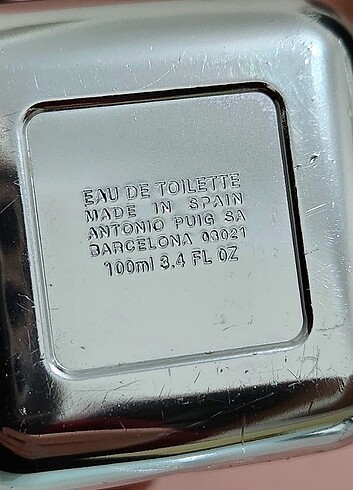 EAU DE TOILETTE
MADE IN SPAIN
ANTONIO PUIG SA
BARCELONA 08021
100ml 3.4 FL OZ